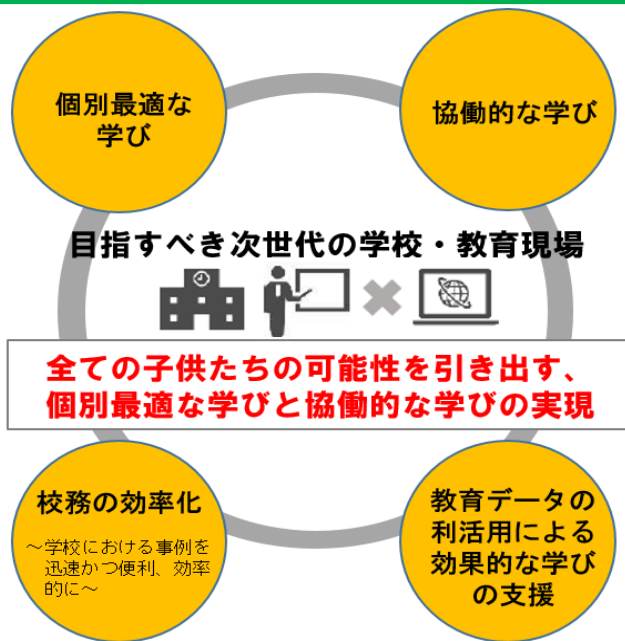 個別最適な
学び
協働的な学び
目指すべき次世代の学校・教育現場
全ての子供たちの可能性を引き出す、
個別最適な学びと協働的な学びの実現
校務の効率化
～学校における事例を
迅速かつ便利、効率
的に～
教育データの
利活用による
効果的な学び
の支援